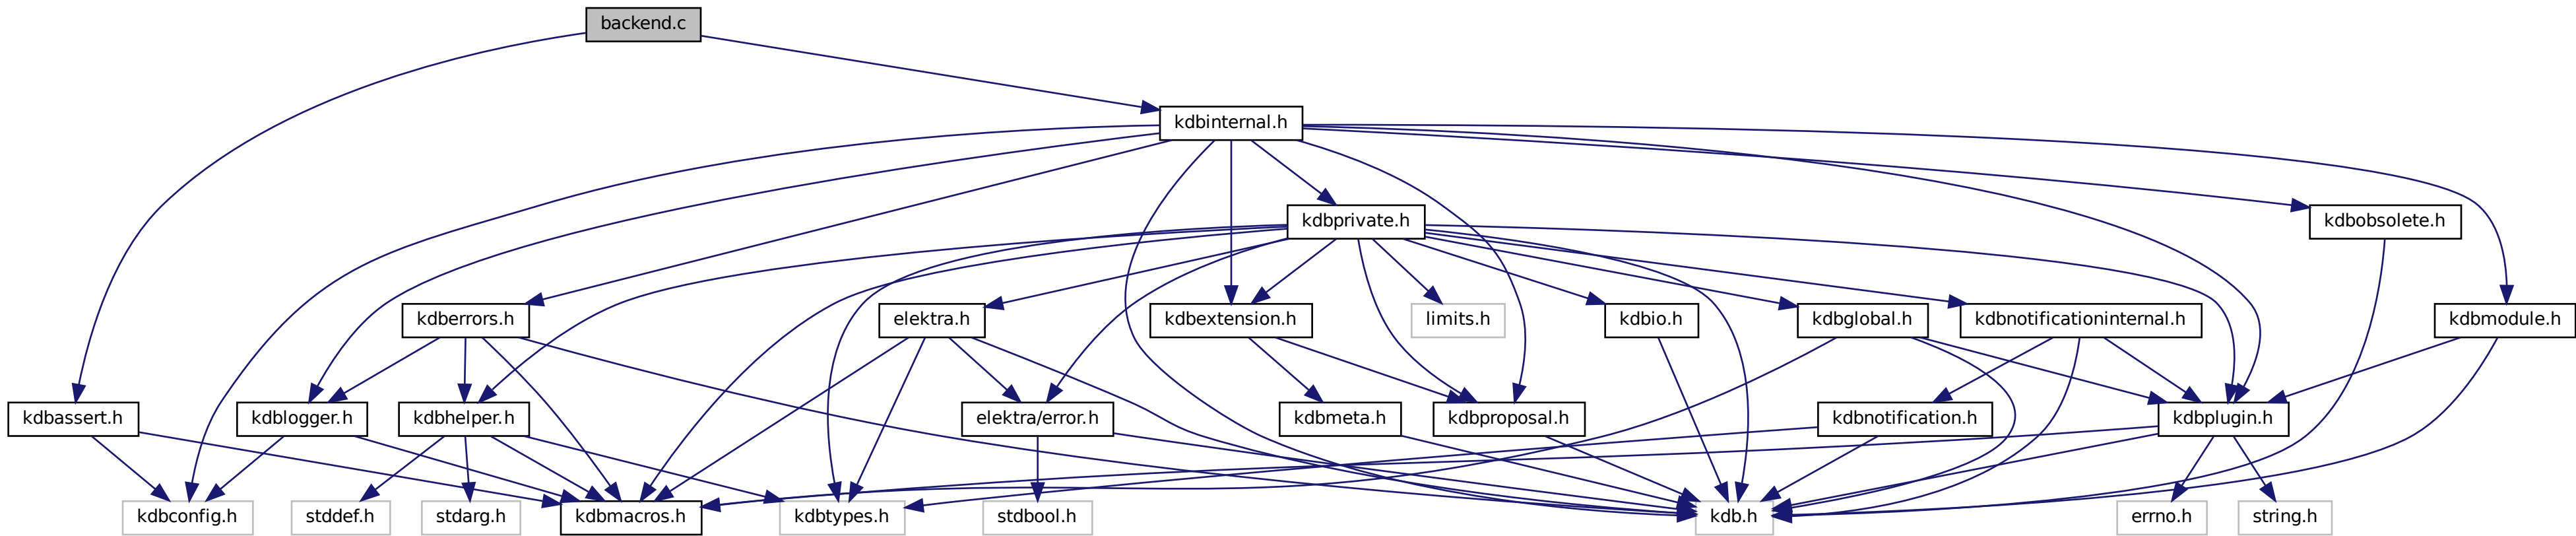 backend.c
kdbinternal.h
kdbprivate.h
kdbobsolete.h
kdberrors.h
elektra.h
kdbextension.h
limits.h
kdbio.h
kdbglobal.h
kdbnotificationinternal.h
kdbmodule.h
kdbassert.h
kdblogger.h
kdbhelper.h
elektra/error.h
kdbmeta.h
kdbproposal.h
kdbnotification.h
kdbplugin.h
kdbconfig.h
stddef.h
stdarg.h
kdbmacros.h
kdbtypes.h
stdbool.h
kdb.h
errno.h
string.h